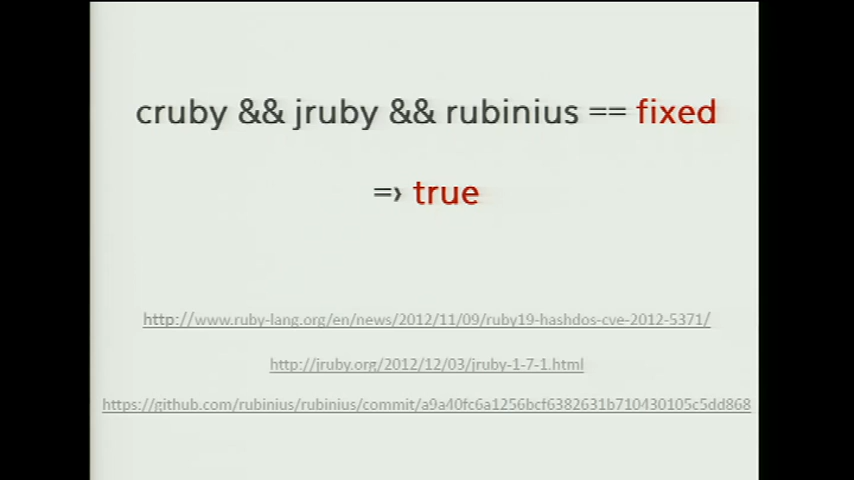 cruby && jruby && rubinius == fixed
=> true
http://www.ruby-lang.org/en/news/2012/11/09/ruby19-hashdos-cve-2012-5371/
http://jruby.org/2012/12/03/jruby-1-7-1.html
https://github.com/rubinius/rubinius/commit/a9a40fc6a1256bcf6382631b710430105c5dd868